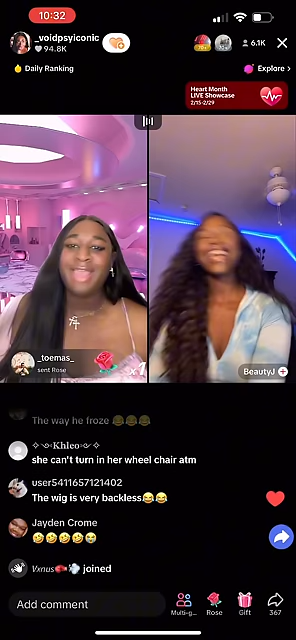 10:32
_voidpsyiconic
94.8K
6.1K
Daily Ranking
Explore >
Heart Month
LIVE Showcase
2/15-2/29
_toemas_
sent Rose
x1
BeautyJ
The way he froze 😂😂😂
✧༺Khleo༻✧
she can't turn in her wheel chair atm
user5411657121402
The wig is very backless😂😂
Jayden Crome
🤣🤣🤣🤣😭
joined
Add comment
Multi-g...
Rose
Gift
367